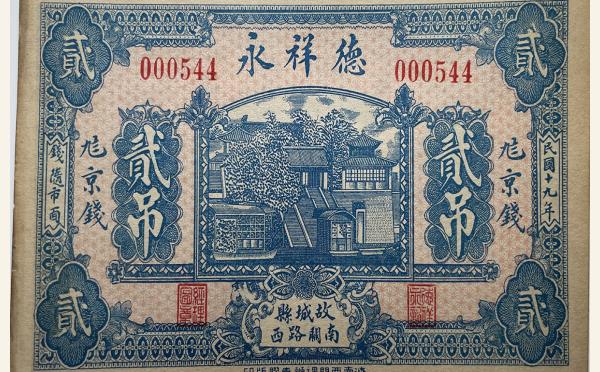 德祥永
000544
000544
貳
貳
民國十九年
貳吊
京錢
貳吊
京錢
故城縣
南關路西
貳
貳